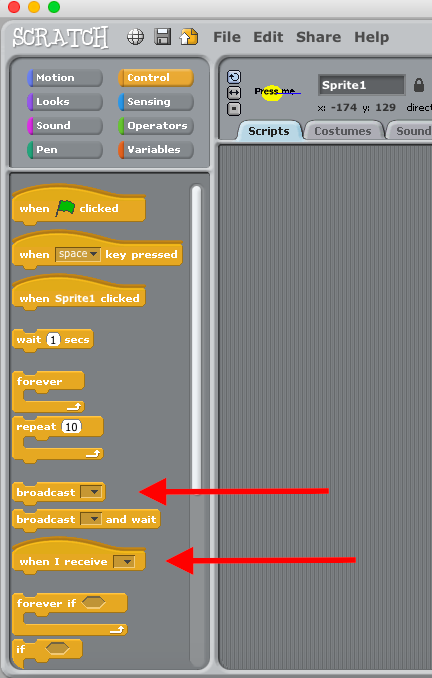 SCRATCH File Edit Share Help
Motion Control
Looks Sensing
Sound Operators
Pen Variables
Press me...
Sprite1
x: -174 y: 129 direct
Scripts Costumes Sound
when clicked
when space key pressed
when Sprite1 clicked
wait 1 secs
forever
repeat 10
broadcast
broadcast and wait
when I receive
forever if
if